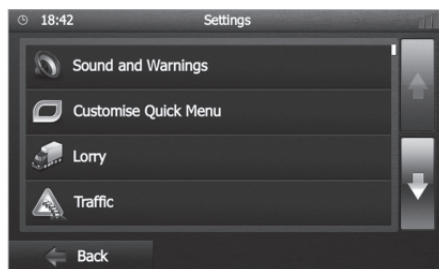 18:42 Settings
Sound and Warnings
Customise Quick Menu
Lorry
Traffic
Back